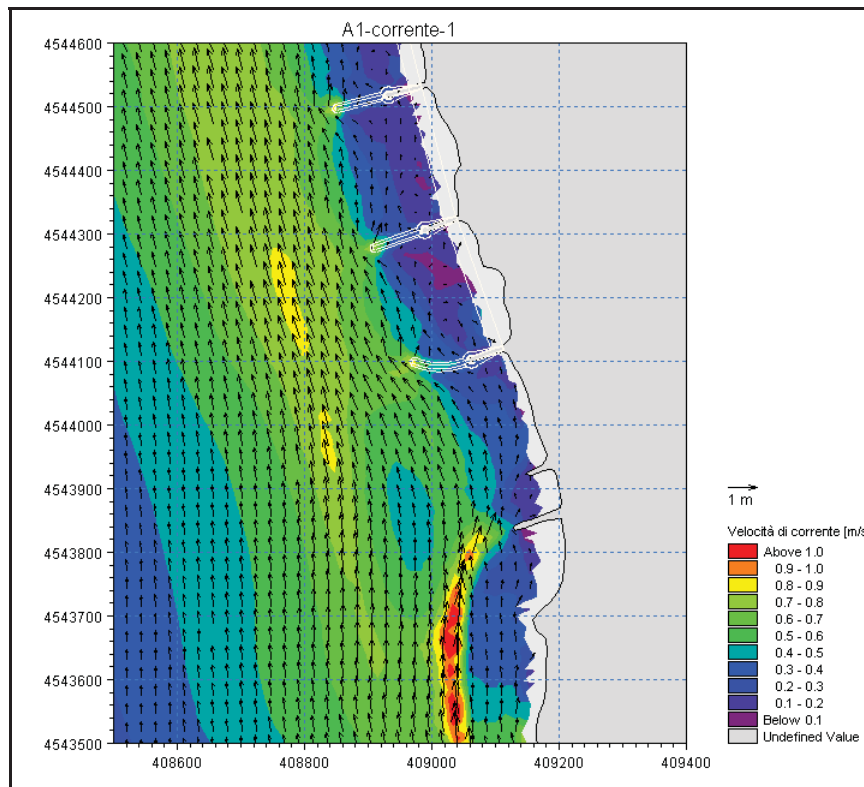 A1-corrente-1
4544600
4544500
4544400
4544300
4544200
4544100
4544000
4543900
4543800
4543700
4543600
4543500
408600
408800
409000
409200
409400
1 m
Velocità di corrente [m/s
Above 1.0
0.9 - 1.0
0.8 - 0.9
0.7 - 0.8
0.6 - 0.7
0.5 - 0.6
0.4 - 0.5
0.3 - 0.4
0.2 - 0.3
0.1 - 0.2
Below 0.1
Undefined Value